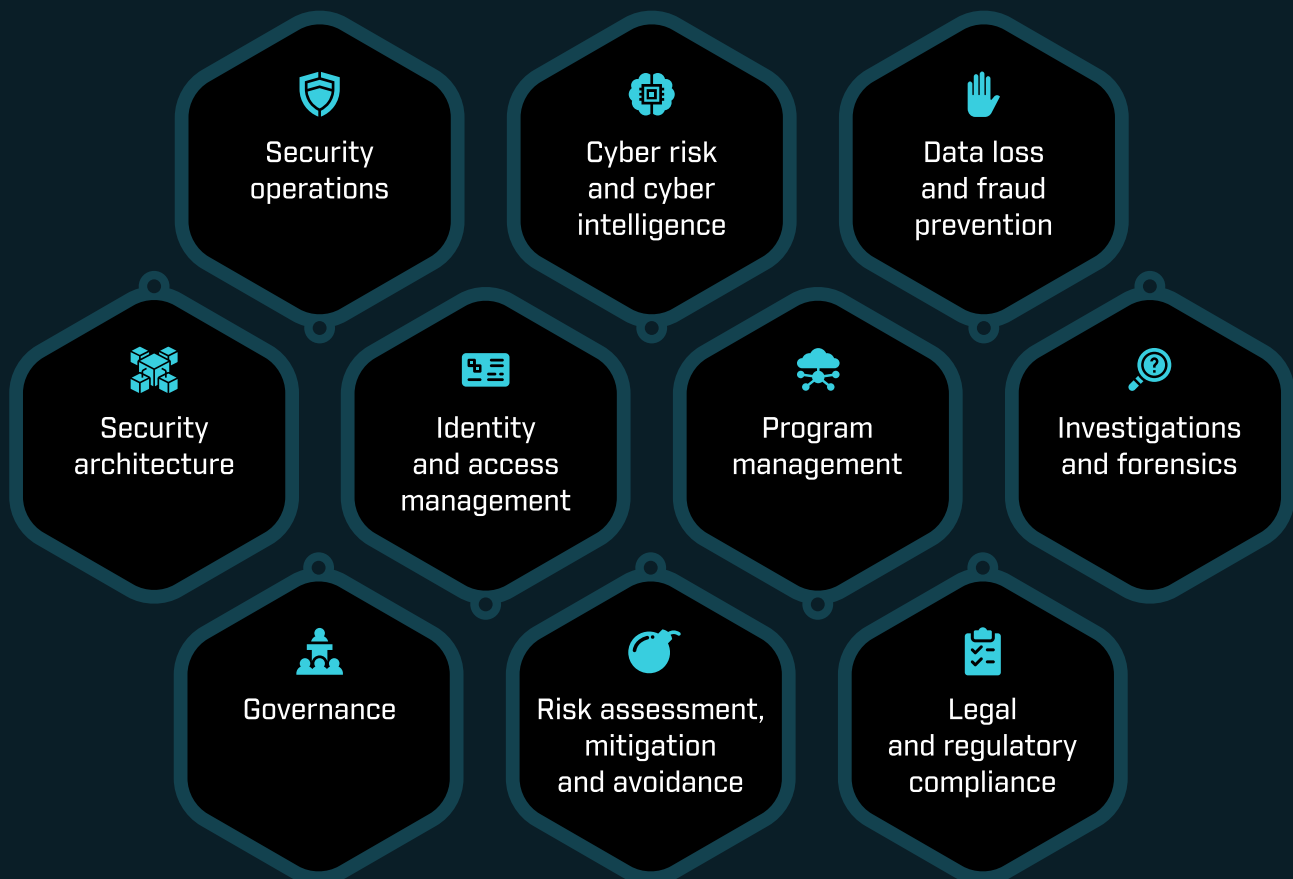 Security
operations
Cyber risk
and cyber
intelligence
Data loss
and fraud
prevention
Security
architecture
Identity
and access
management
Program
management
Investigations
and forensics
Governance
Risk assessment,
mitigation
and avoidance
Legal
and regulatory
compliance